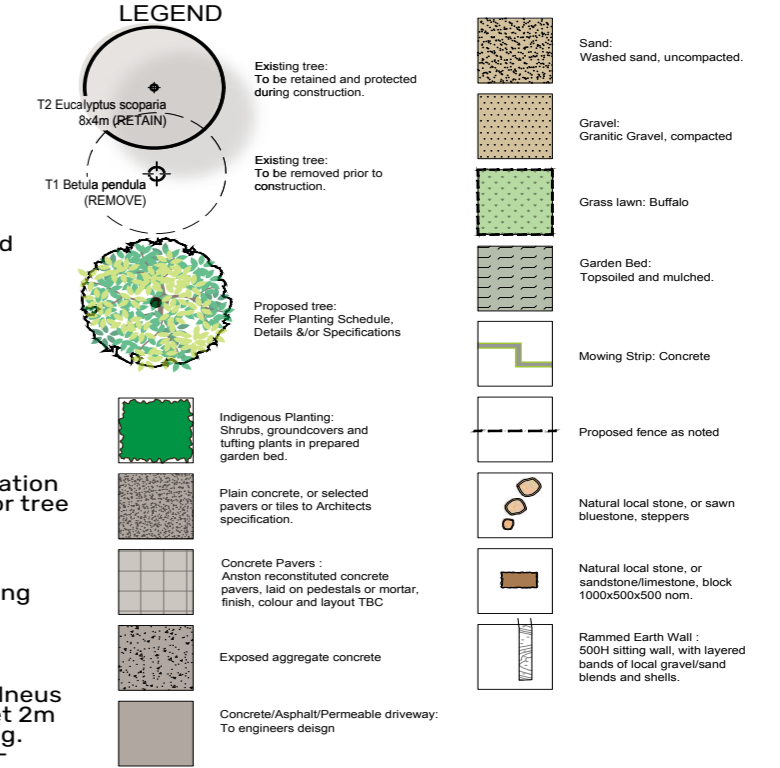 LEGEND
T2 Eucalyptus scoparia
8x4m (RETAIN)
Existing tree:
To be retained and protected
during construction.
T1 Betula pendula
(REMOVE)
Existing tree:
To be removed prior to
construction.
Proposed tree:
Refer Planting Schedule,
Details &/or Specifications
Indigenous Planting:
Shrubs, groundcovers and
tufting plants in prepared
garden bed.
Plain concrete, or selected
pavers or tiles to Architects
specification.
Concrete Pavers :
Anston reconstituted concrete
pavers, laid on pedestals or mortar,
finish, colour and layout TBC
Exposed aggregate concrete
Concrete/Asphalt/Permeable driveway:
To engineers deisgn
Sand:
Washed sand, uncompacted.
Gravel:
Granitic Gravel, compacted
Grass lawn: Buffalo
Garden Bed:
Topsoiled and mulched.
Mowing Strip: Concrete
Proposed fence as noted
Natural local stone, or sawn
bluestone, steppers
Natural local stone, or
sandstone/limestone, block
1000x500x500 nom.
Rammed Earth Wall :
500H sitting wall, with layered
bands of local gravel/sand
blends and shells.
d
ation
or tree
ng
lneus
et 2m
g.